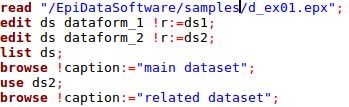 read "/EpiDataSoftware/samples/d_ex01.epx";
edit ds dataform_1 !r:=ds1;
edit ds dataform_2 !r:=ds2;
list ds;
browse !caption:="main dataset";
use ds2;
browse !caption:="related dataset";